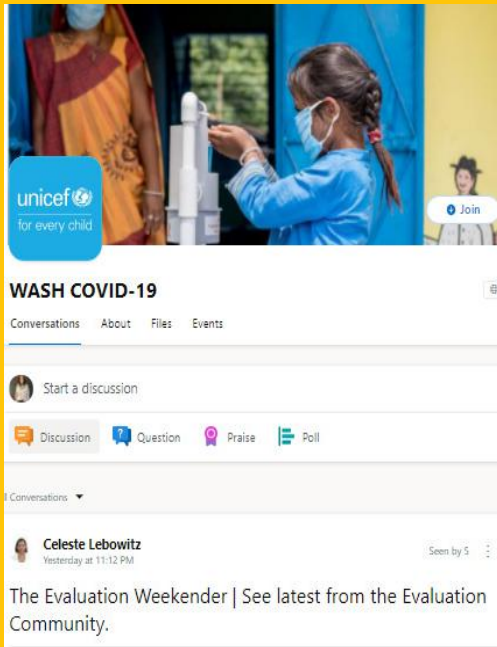 unicef
for every child
Join
WASH COVID-19
Conversations About Files Events
Start a discussion
Discussion Question Praise Poll
Conversations
Celeste Lebowitz
Yesterday at 11:12 PM
Seen by 5
The Evaluation Weekender | See latest from the Evaluation
Community.